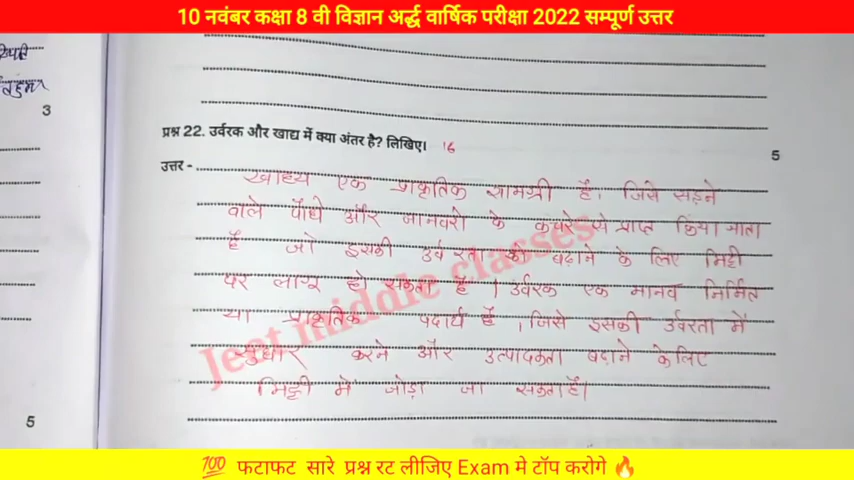 10 नवंबर कक्षा 8 वी विज्ञान अर्द्ध वार्षिक परीक्षा 2022 सम्पूर्ण उत्तर
3
प्रश्न 22. उर्वरक और खाद्य में क्या अंतर है? लिखिए। 16
5
उत्तर -
खाद्य एक प्राकृतिक सामग्री है, जिसे सड़ने
वाले पौधे और जानवरो के कचरे से प्राप्त किया जाता
है जो इसकी उर्वरता को बढ़ाने के लिए मिट्टी
पर लागू हो सकता है। उर्वरक एक मानव निर्मित
या प्राकृतिक पदार्थ है, जिसे इसकी उर्वरता में
सुधार करने और उत्पादकता बढ़ाने के लिए
मिट्टी में जोड़ा जा सकता है।
Jeet middle classes
5
💯 फटाफट सारे प्रश्न रट लीजिए Exam मे टॉप करोगे 🔥